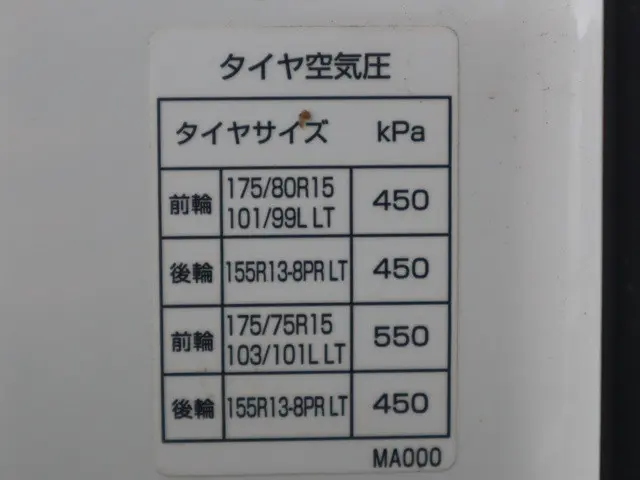 タイヤ空気圧
タイヤサイズ kPa
前輪 175/80R15 450
101/99L LT
後輪 155R13-8PR LT 450
前輪 175/75R15 550
103/101L LT
後輪 155R13-8PR LT 450
MA000